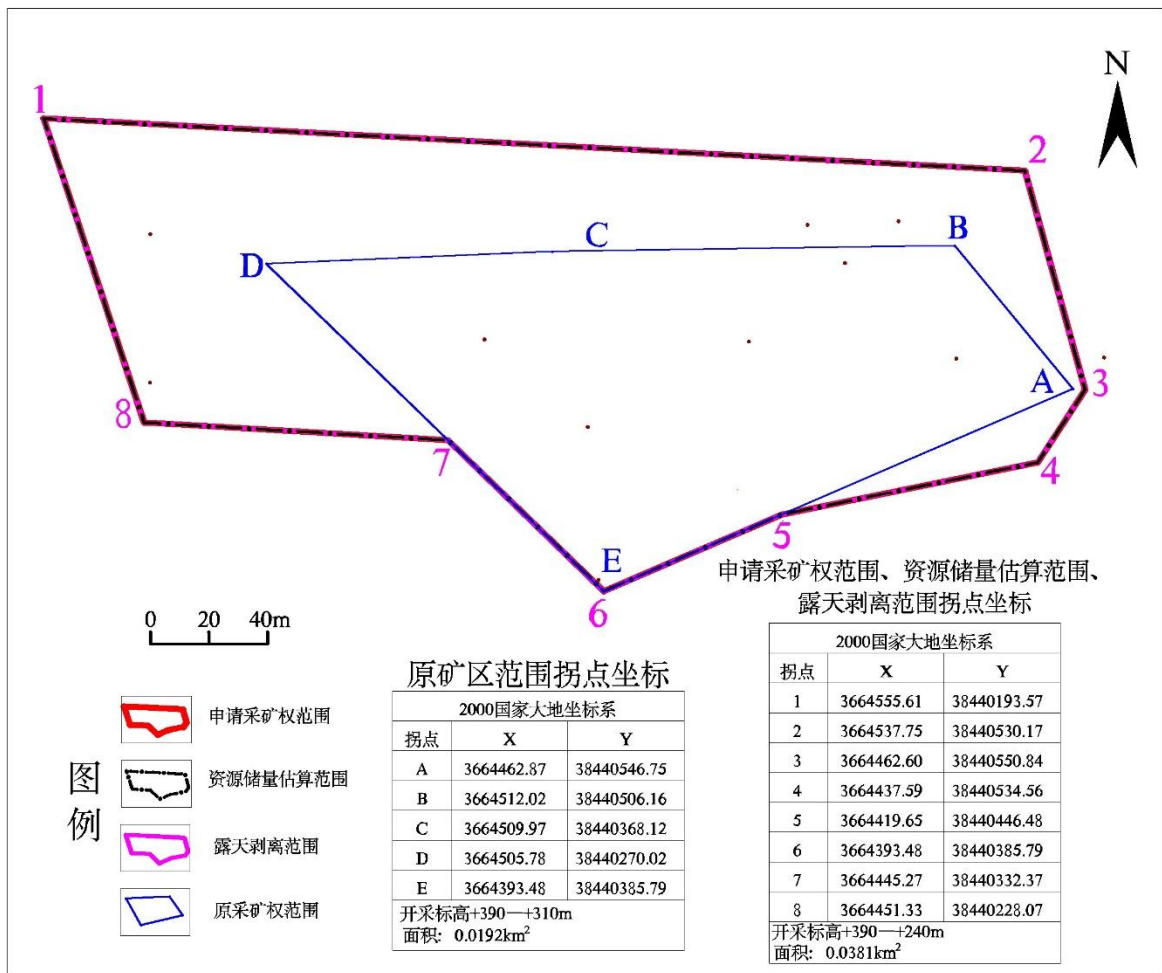 N
1
2
B
C
D
A
3
8
7
4
5
E
6
申请采矿权范围、资源储量估算范围、
露天剥离范围拐点坐标
2000国家大地坐标系
拐点 X Y
1 3664555.61 38440193.57
2 3664537.75 38440530.17
3 3664462.60 38440550.84
4 3664437.59 38440534.56
5 3664419.65 38440446.48
6 3664393.48 38440385.79
7 3664445.27 38440332.37
8 3664451.33 38440228.07
开采标高+390—+240m
面积: 0.0381km²
0 20 40m
原矿区范围拐点坐标
2000国家大地坐标系
拐点 X Y
A 3664462.87 38440546.75
B 3664512.02 38440506.16
C 3664509.97 38440368.12
D 3664505.78 38440270.02
E 3664393.48 38440385.79
开采标高+390—+310m
面积: 0.0192km²
图例
申请采矿权范围
资源储量估算范围
露天剥离范围
原采矿权范围